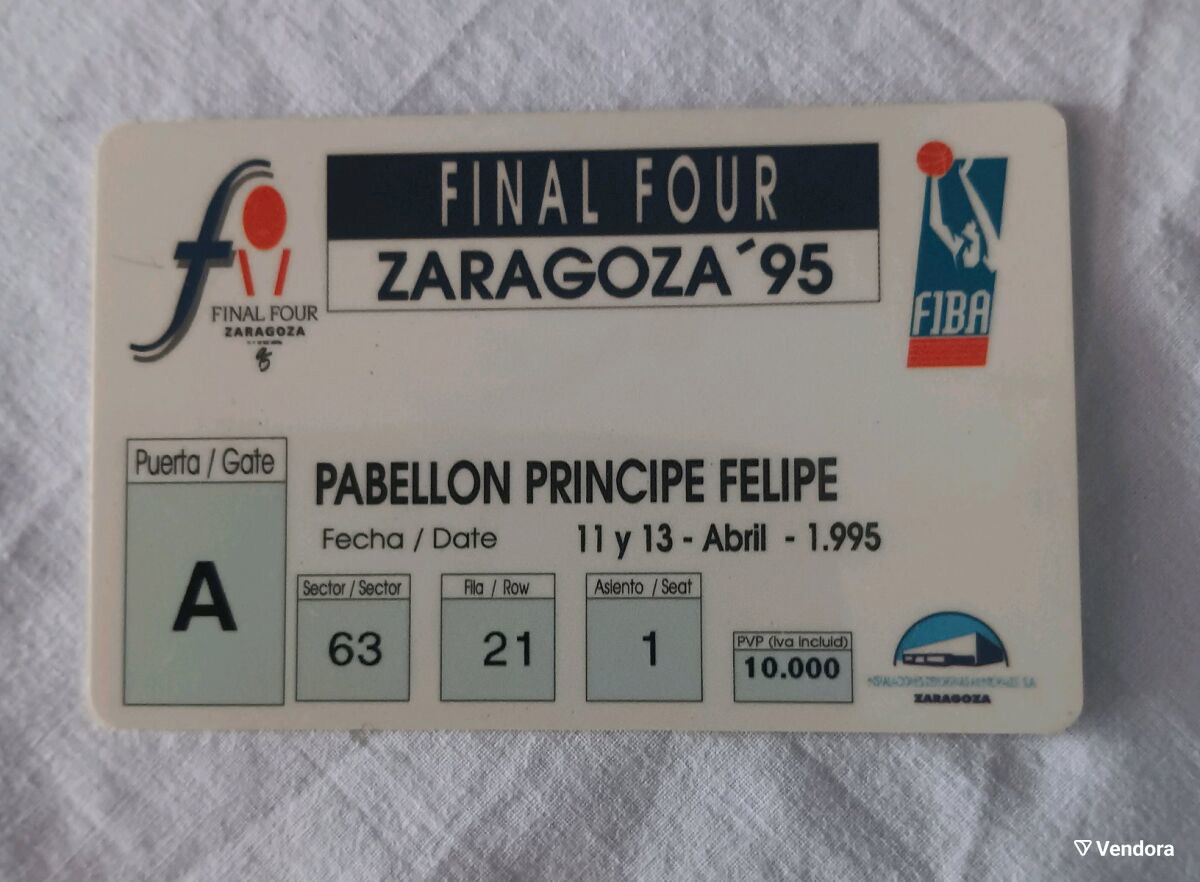 FINAL FOUR
ZARAGOZA´95
FINAL FOUR
ZARAGOZA
FIBA
Puerta / Gate
A
PABELLON PRINCIPE FELIPE
Fecha / Date 11 y 13 - Abril - 1.995
Sector / Sector
63
Fila / Row
21
Asiento / Seat
1
PVP (iva incluid)
10.000
ZARAGOZA
Vendora